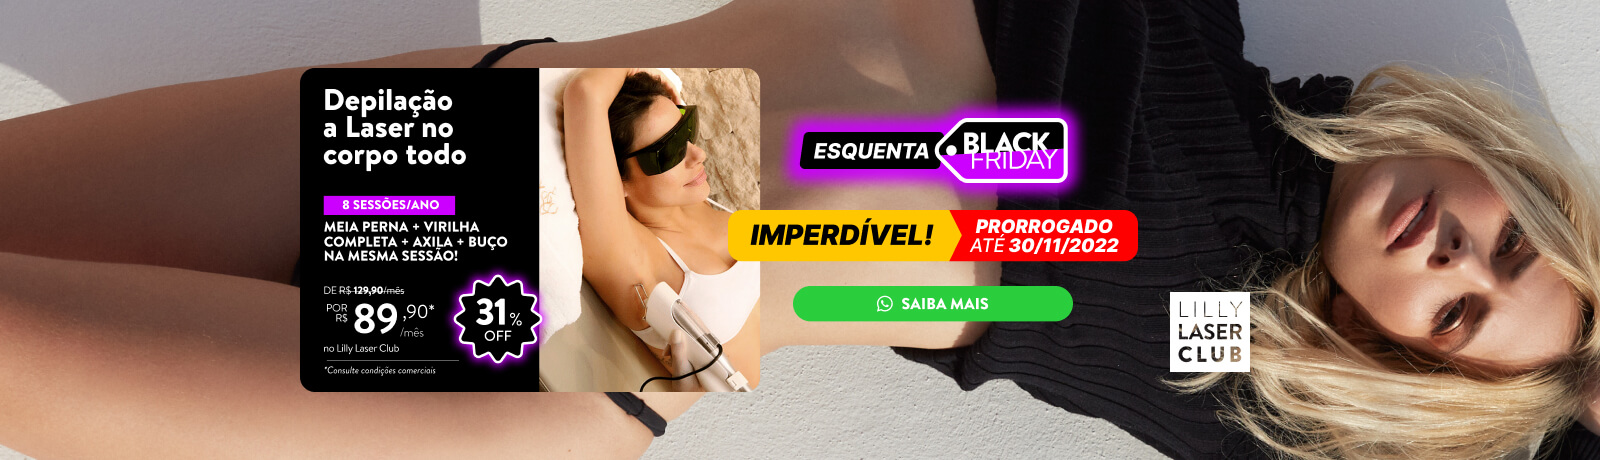 Depilação
a Laser no
corpo todo
8 SESSÕES/ANO
MEIA PERNA + VIRILHA
COMPLETA + AXILA + BUÇO
NA MESMA SESSÃO!
DE R$ 129,90/mês
POR R$ 89,90*
/mês
no Lilly Laser Club
*Consulte condições comerciais
31%
OFF
ESQUENTA
BLACK
FRIDAY
IMPERDÍVEL!
PRORROGADO
ATÉ 30/11/2022
SAIBA MAIS
LILLY
LASER
CLUB